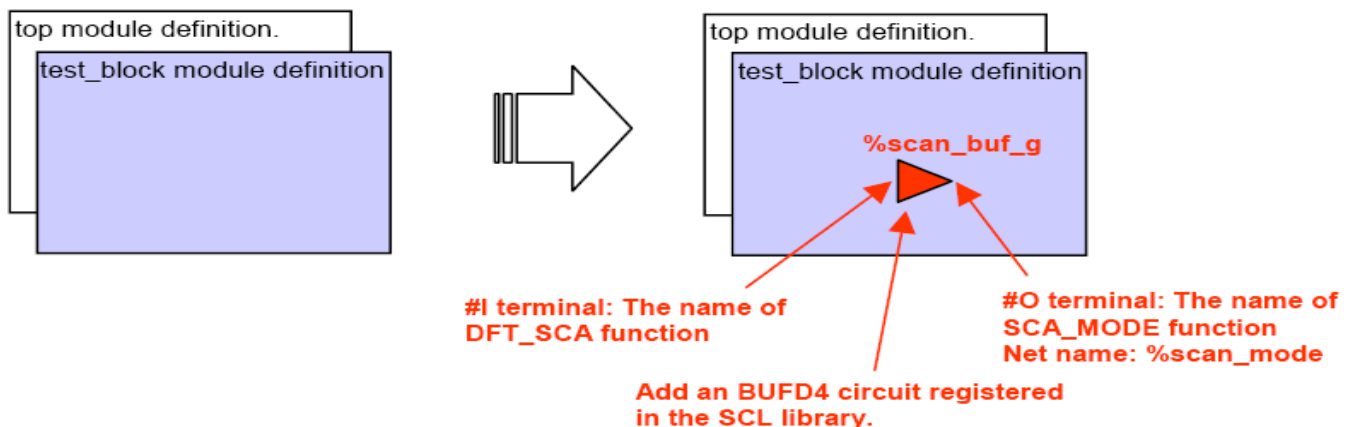 top module definition.
test_block module definition
top module definition.
test_block module definition
%scan_buf_g
#I terminal: The name of
DFT_SCA function
#O terminal: The name of
SCA_MODE function
Net name: %scan_mode
Add an BUFD4 circuit registered
in the SCL library.